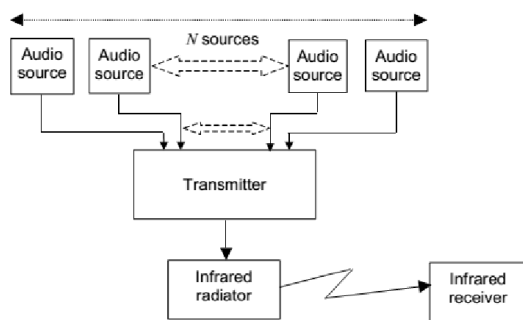 N sources
Audio
source
Audio
source
Audio
source
Audio
source
Transmitter
Infrared
radiator
Infrared
receiver